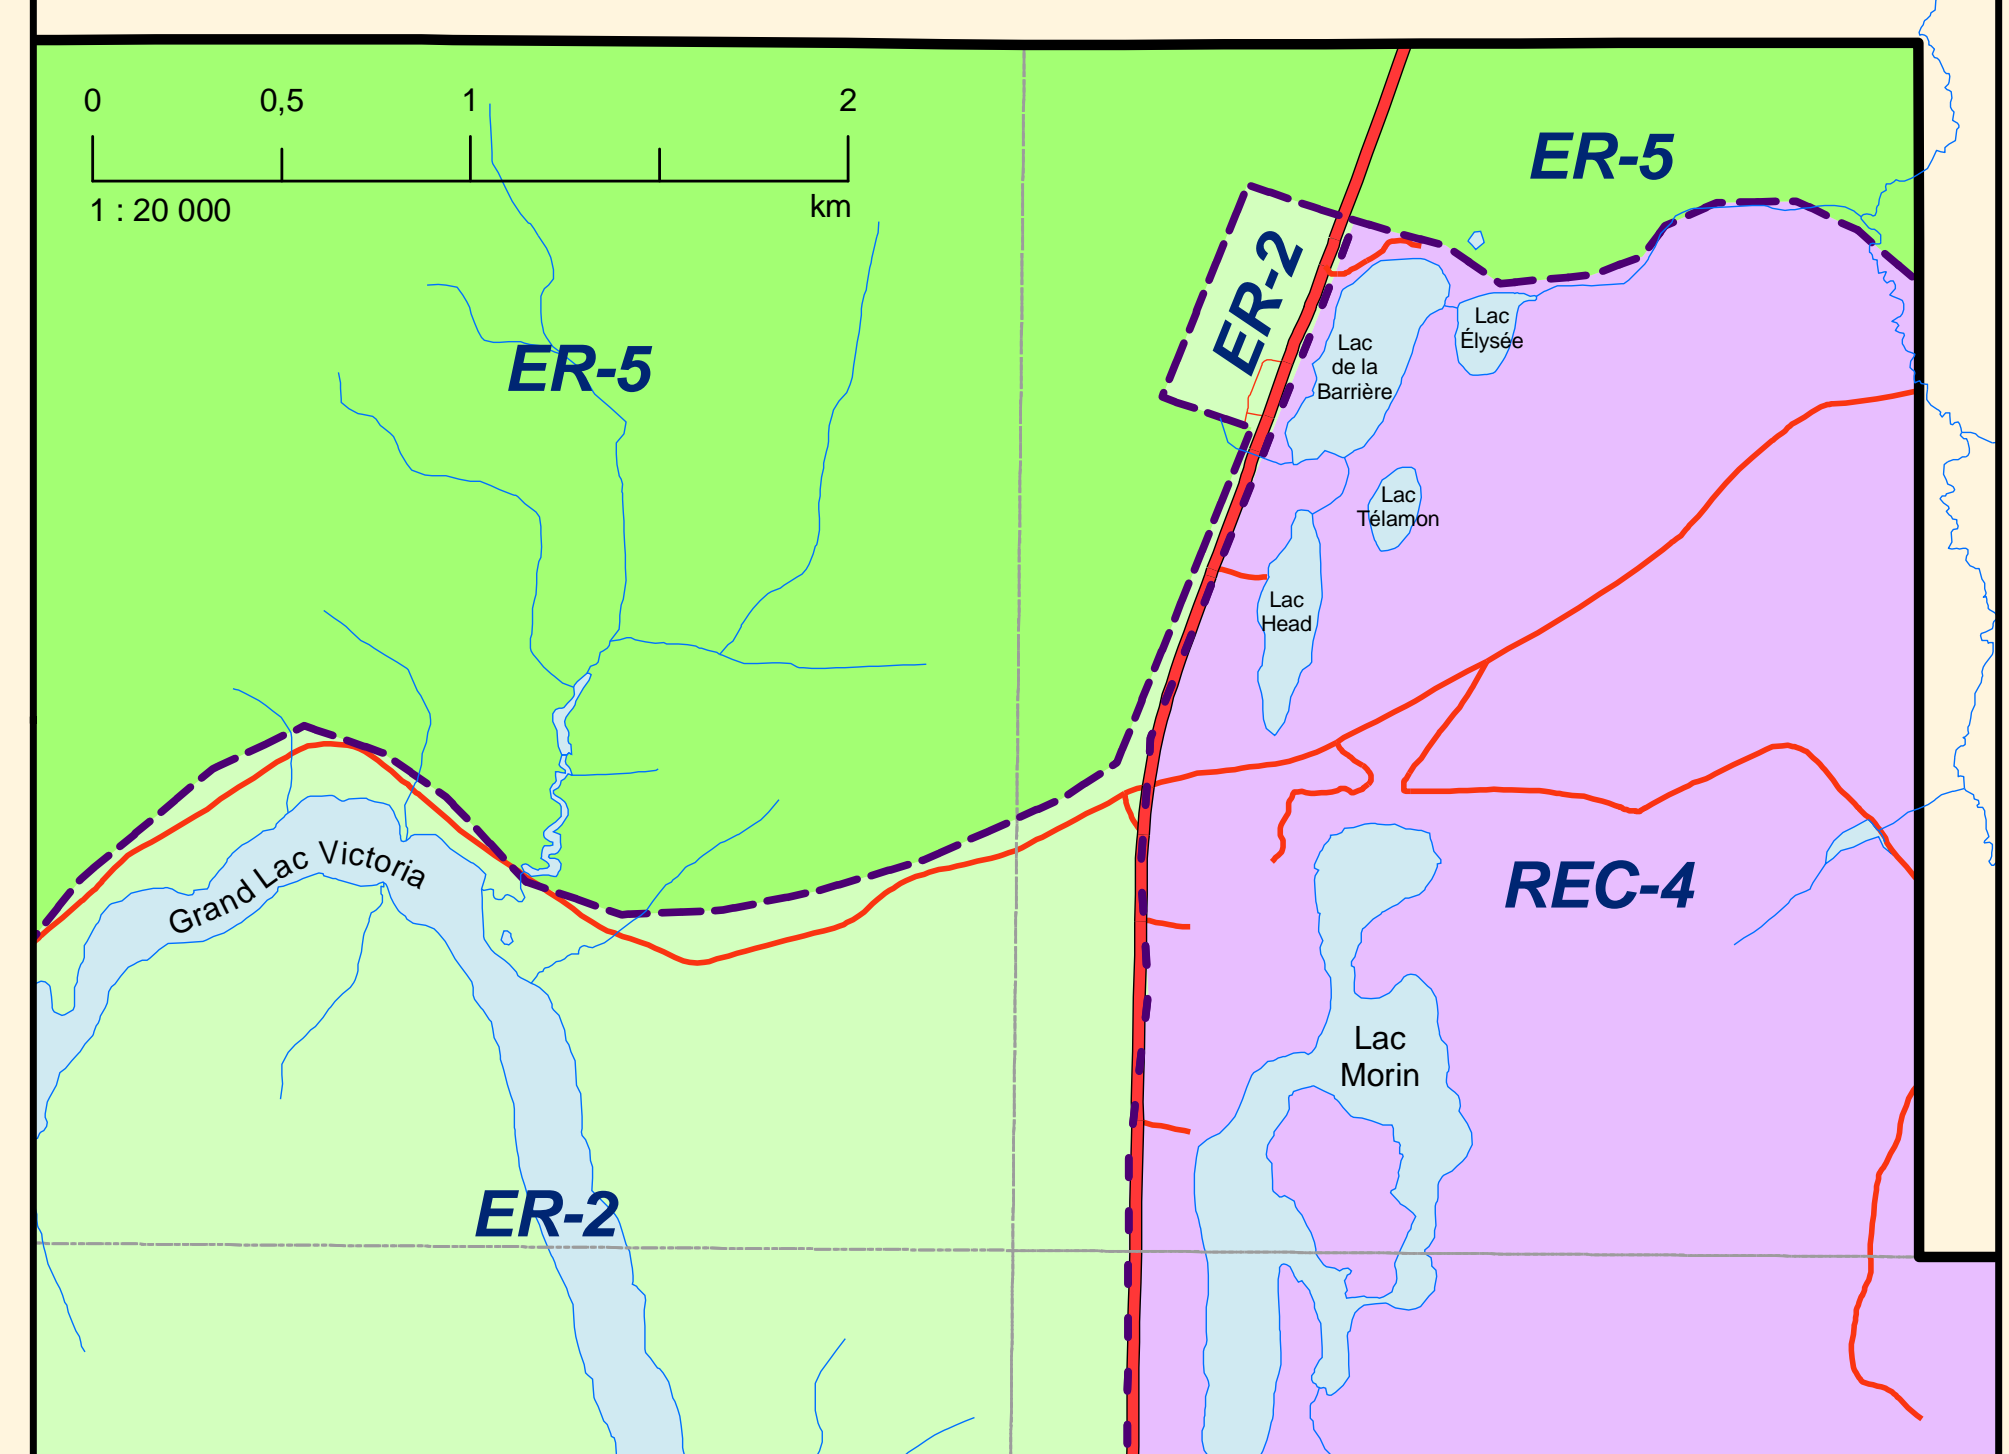 0 0,5 1 2
1 : 20 000 km
ER-5
ER-5
ER-2
Lac
Élysée
Lac
de la
Barrière
Lac
Télamon
Lac
Head
Grand Lac Victoria
REC-4
Lac
Morin
ER-2